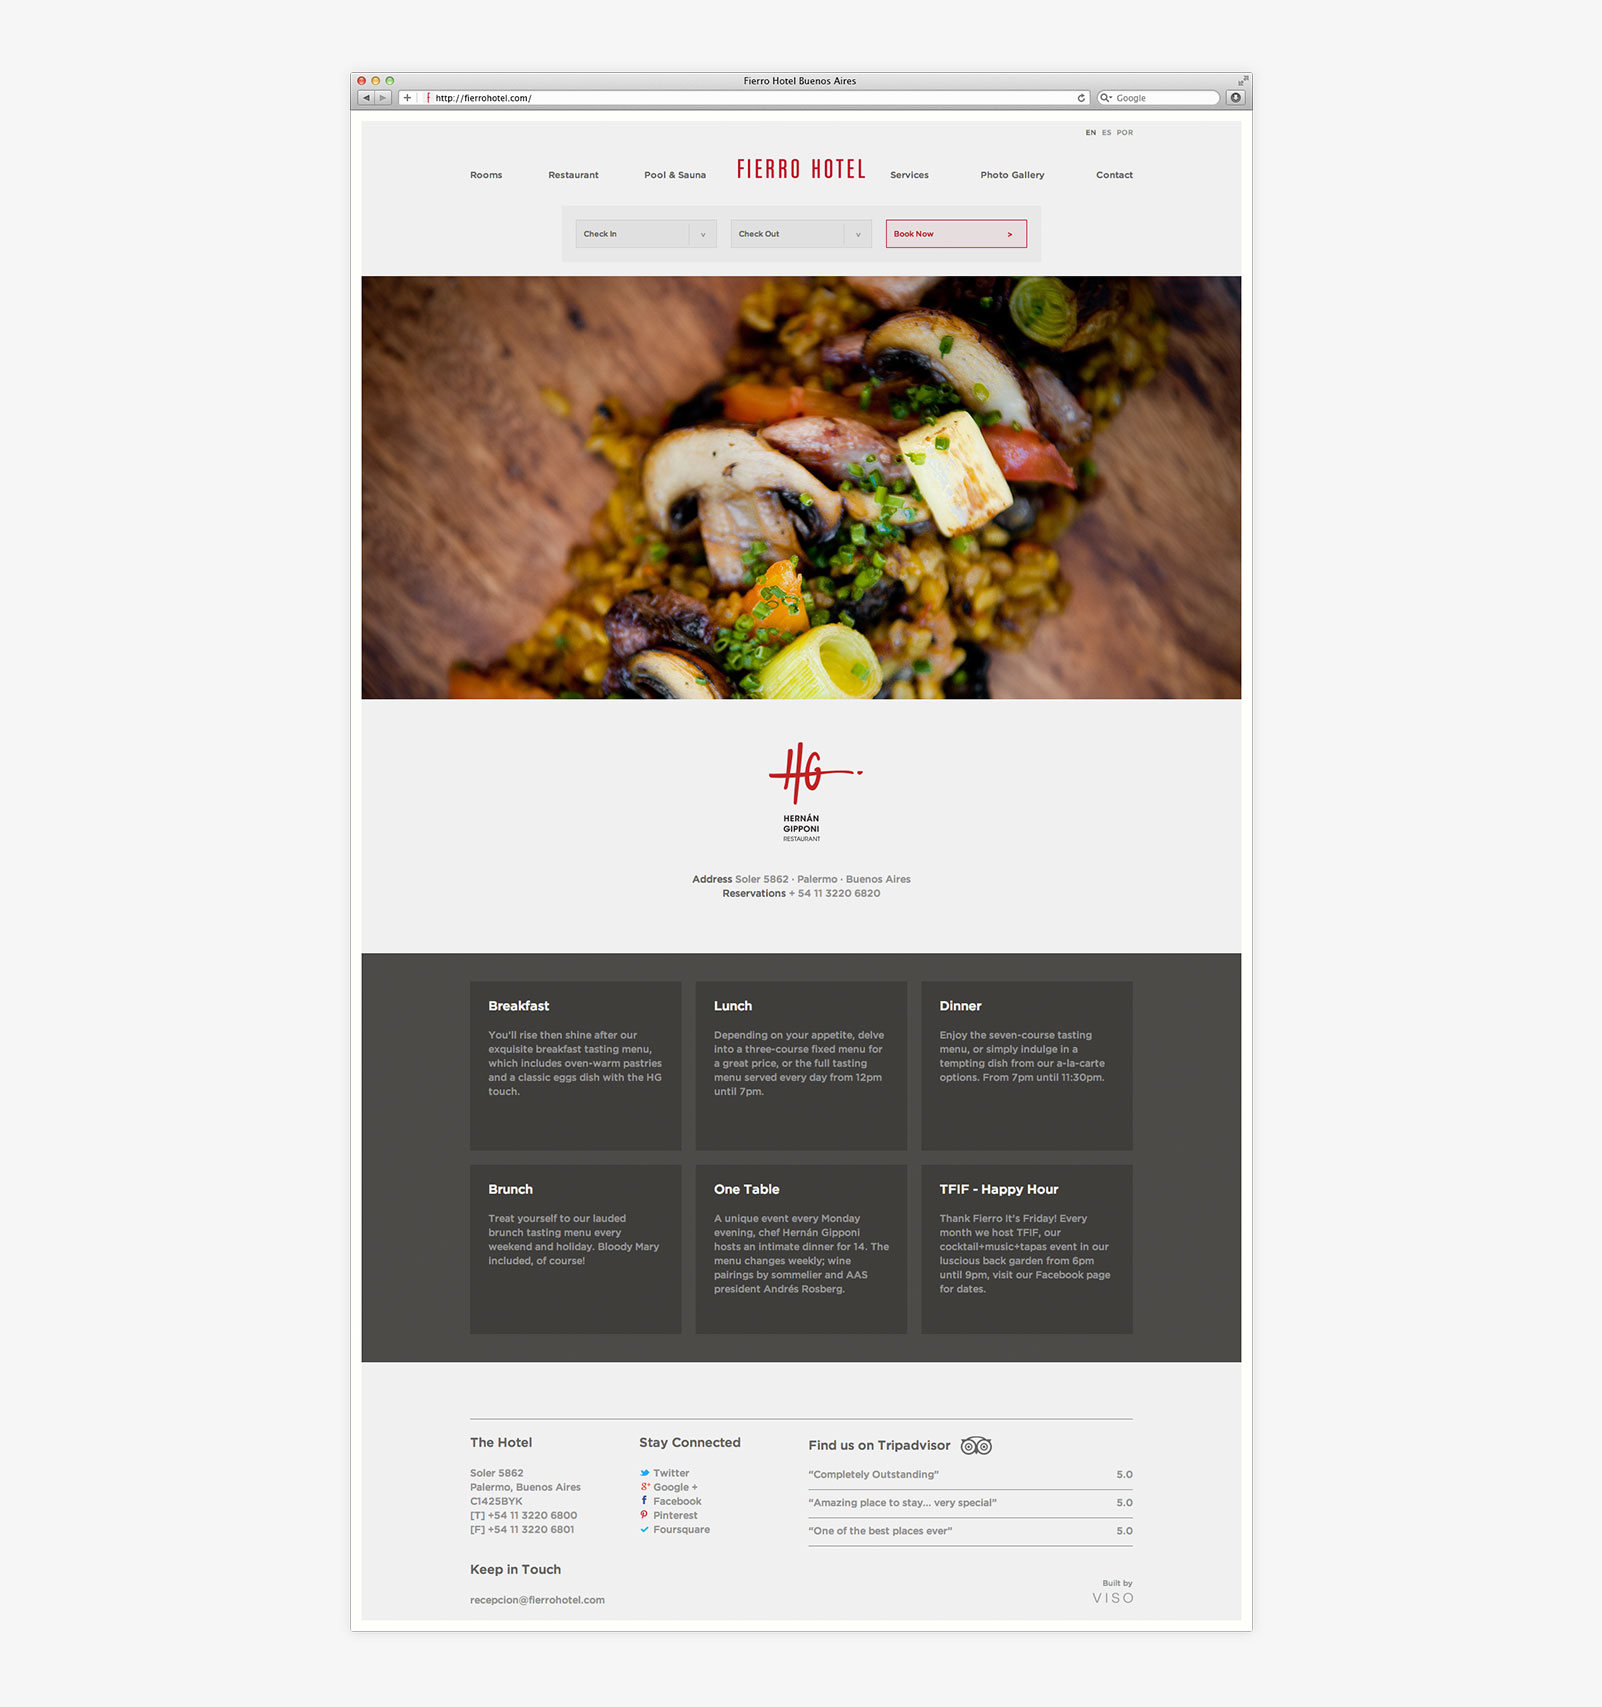 Fierro Hotel Buenos Aires
http://fierrohotel.com/
Google
EN ES POR
Rooms Restaurant Pool & Sauna FIERRO HOTEL Services Photo Gallery Contact
Check In v Check Out v Book Now >
HG
HERNÁN
GIPPONI
RESTAURANT
Address Soler 5862 · Palermo · Buenos Aires
Reservations + 54 11 3220 6820
Breakfast
You'll rise then shine after our
exquisite breakfast tasting menu,
which includes oven-warm pastries
and a classic eggs dish with the HG
touch.
Lunch
Depending on your appetite, delve
into a three-course fixed menu for
a great price, or the full tasting
menu served every day from 12pm
until 7pm.
Dinner
Enjoy the seven-course tasting
menu, or simply indulge in a
tempting dish from our a-la-carte
options. From 7pm until 11:30pm.
Brunch
Treat yourself to our lauded
brunch tasting menu every
weekend and holiday. Bloody Mary
included, of course!
One Table
A unique event every Monday
evening, chef Hernán Gipponi
hosts an intimate dinner for 14. The
menu changes weekly; wine
pairings by sommelier and AAS
president Andrés Rosberg.
TFIF - Happy Hour
Thank Fierro It's Friday! Every
month we host TFIF, our
cocktail+music+tapas event in our
luscious back garden from 6pm
until 9pm, visit our Facebook page
for dates.
The Hotel
Soler 5862
Palermo, Buenos Aires
C1425BYK
[T] +54 11 3220 6800
[F] +54 11 3220 6801
Keep in Touch
recepcion@fierrohotel.com
Stay Connected
Twitter
Google +
Facebook
Pinterest
Foursquare
Find us on Tripadvisor
"Completely Outstanding" 5.0
"Amazing place to stay... very special" 5.0
"One of the best places ever" 5.0
Built by
VISO